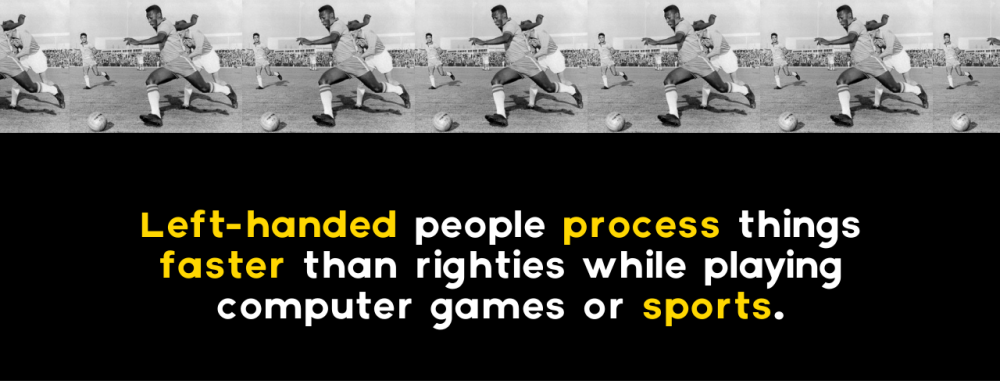 Left-handed people process things
faster than righties while playing
computer games or sports.